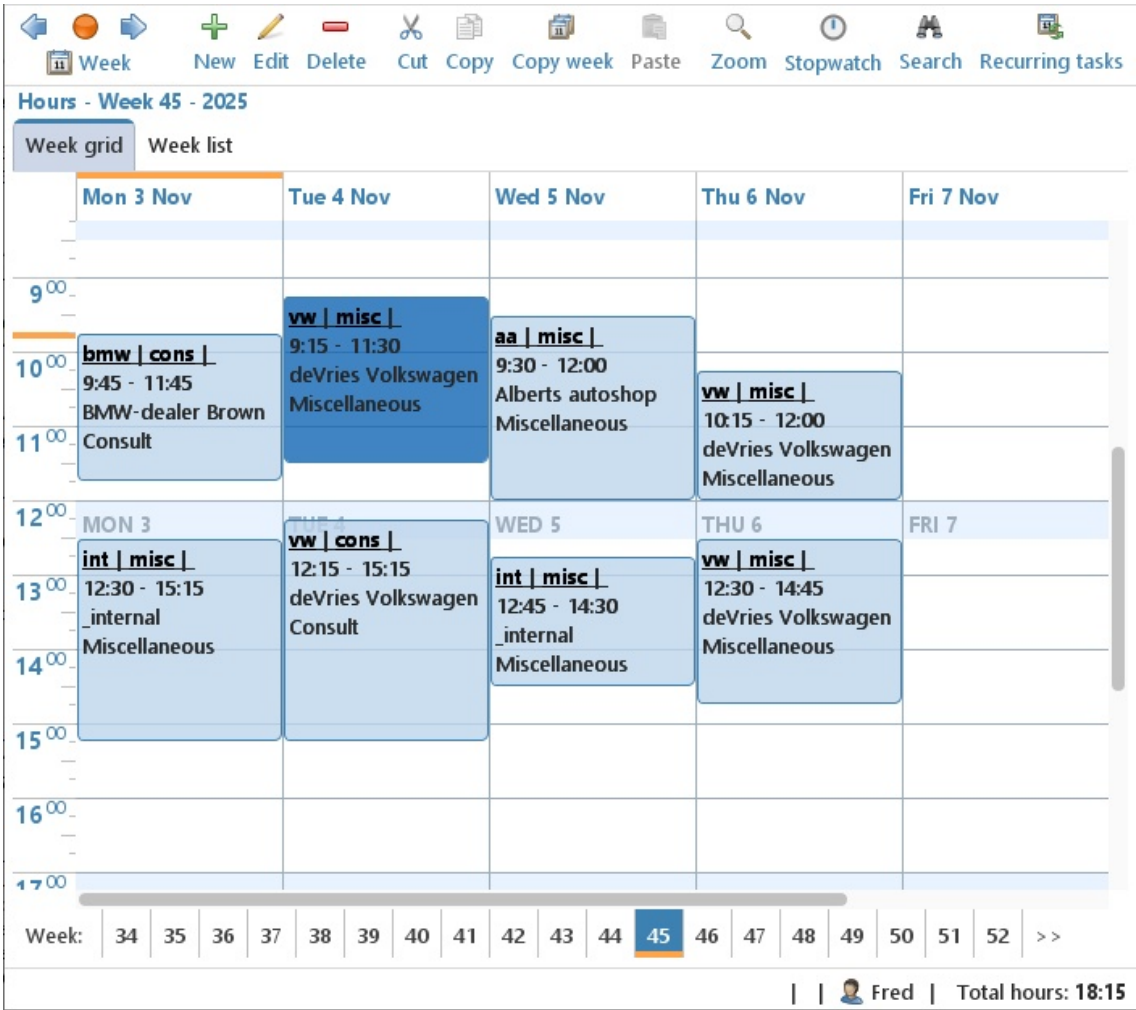 Week New Edit Delete Cut Copy Copy week Paste Zoom Stopwatch Search Recurring tasks
Hours - Week 45 - 2025
Week grid Week list
Mon 3 Nov Tue 4 Nov Wed 5 Nov Thu 6 Nov Fri 7 Nov
9 00
10 00
11 00
12 00
13 00
14 00
15 00
16 00
17 00
bmw | cons |
9:45 - 11:45
BMW-dealer Brown
Consult
MON 3
int | misc |
12:30 - 15:15
_internal
Miscellaneous
vw | misc |
9:15 - 11:30
deVries Volkswagen
Miscellaneous
TUE 4
vw | cons |
12:15 - 15:15
deVries Volkswagen
Consult
aa | misc |
9:30 - 12:00
Alberts autoshop
Miscellaneous
WED 5
int | misc |
12:45 - 14:30
_internal
Miscellaneous
vw | misc |
10:15 - 12:00
deVries Volkswagen
Miscellaneous
THU 6
vw | misc |
12:30 - 14:45
deVries Volkswagen
Miscellaneous
FRI 7
Week: 34 35 36 37 38 39 40 41 42 43 44 45 46 47 48 49 50 51 52 >>
| | Fred | Total hours: 18:15